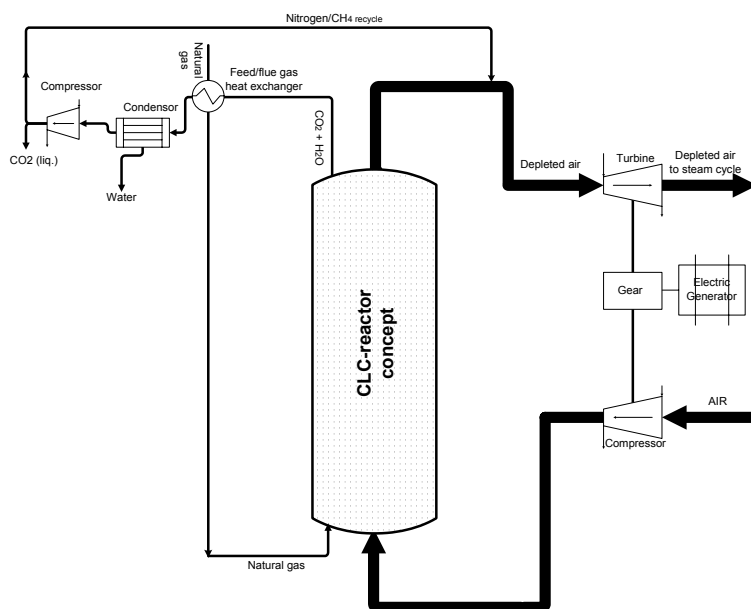 Nitrogen/CH4 recycle
Natural
gas
Feed/flue gas
heat exchanger
Compressor
Condensor
CO2 + H2O
CO2 (liq.)
Water
Depleted air
Turbine
Depleted air
to steam cycle
CLC-reactor
concept
Gear
Electric
Generator
AIR
Compressor
Natural gas